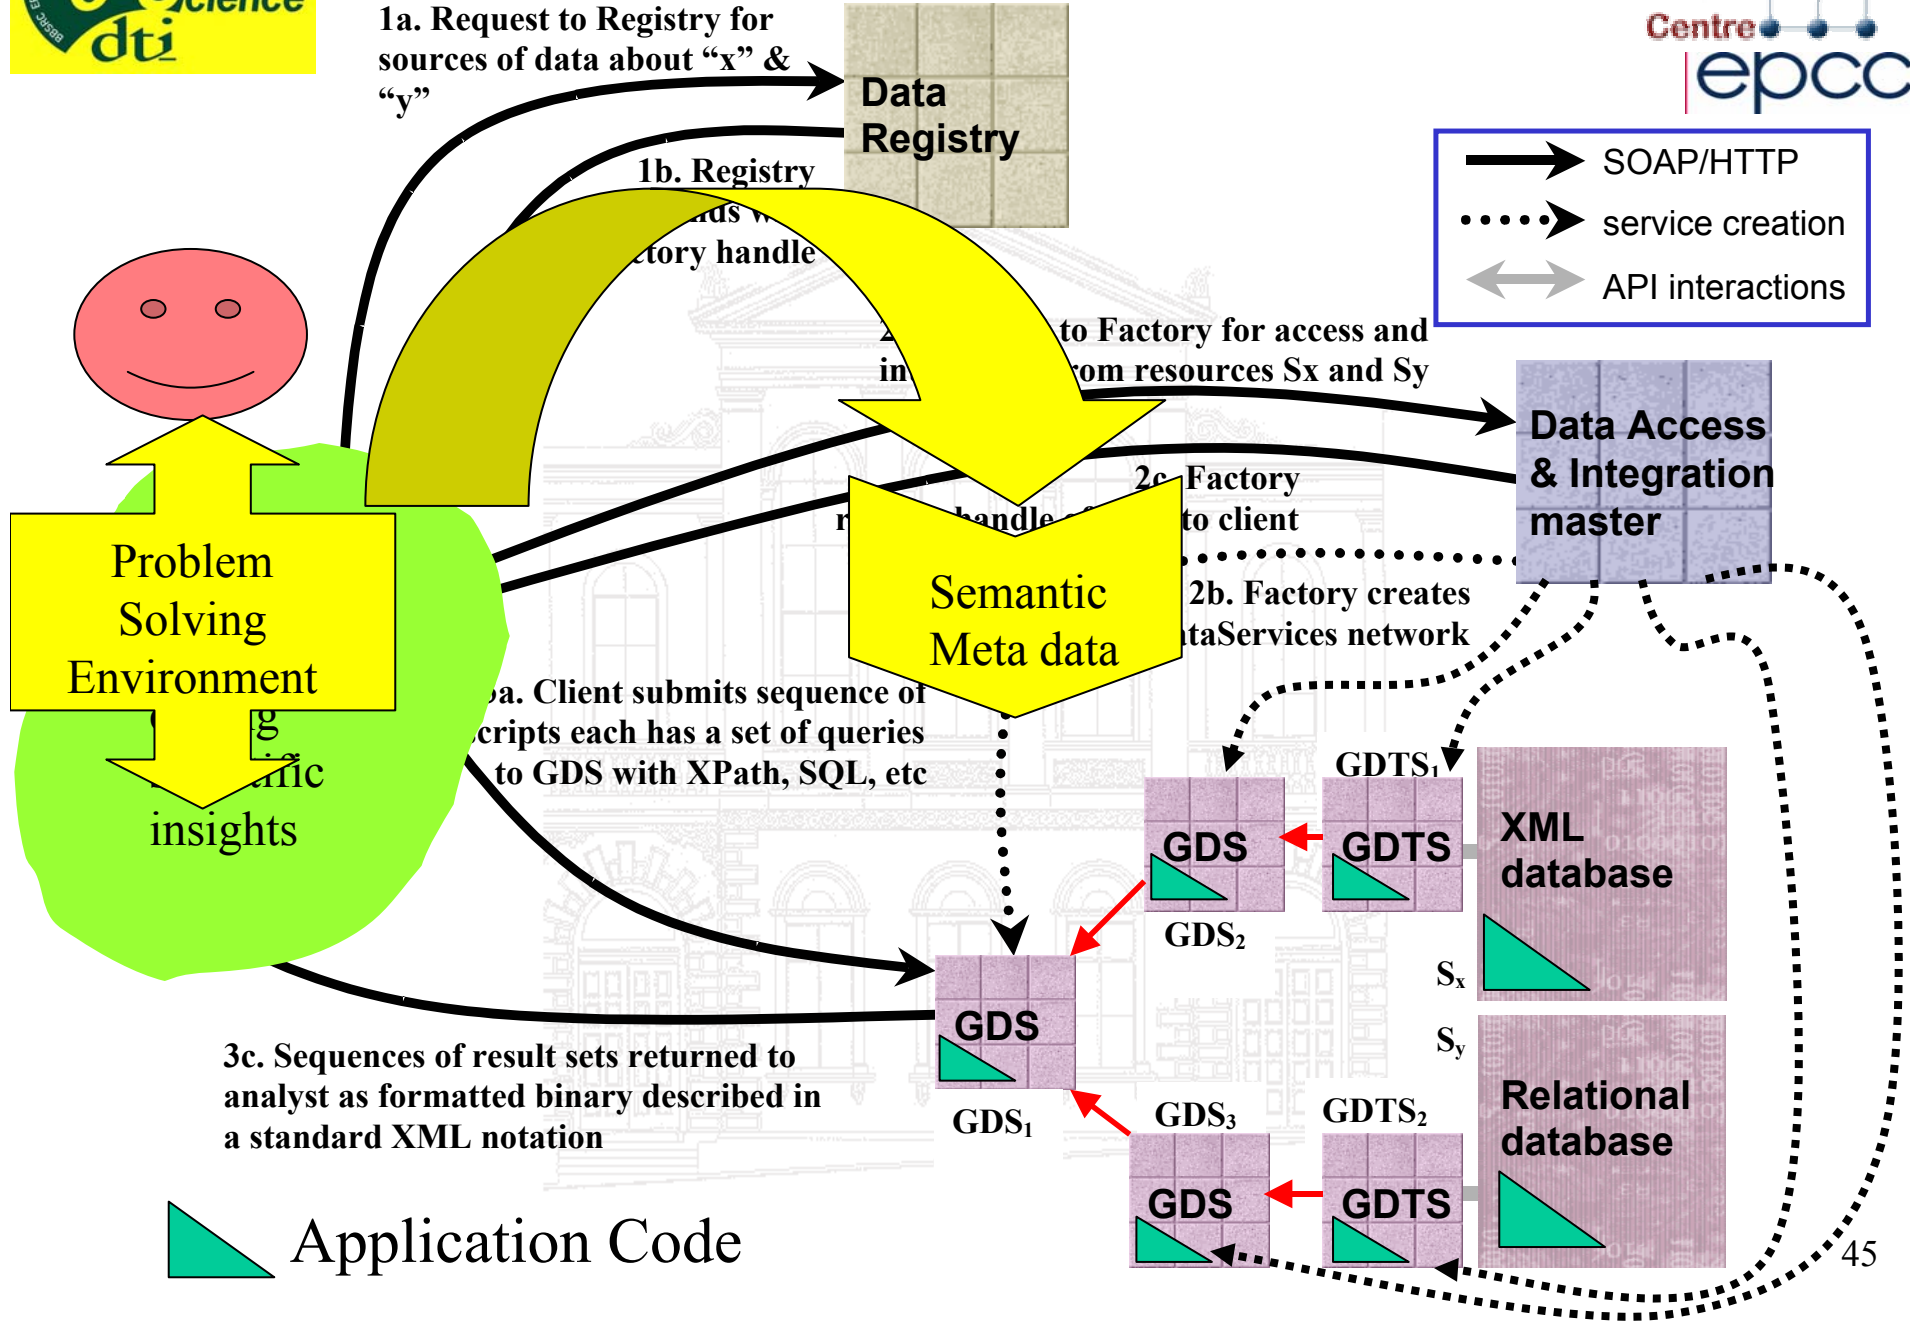 Science
dti
BBSRC
1a. Request to Registry for
sources of data about “x” &
“y”
Data
Registry
Centre
epcc
SOAP/HTTP
service creation
API interactions
1b. Registry
handle
to Factory for access and
resources Sx and Sy
Data Access
& Integration
master
2c. Factory
handle
to client
2b. Factory creates
network
Semantic
Meta data
Problem
Solving
Environment
insights
Client submits sequence of
each has a set of queries
to GDS with XPath, SQL, etc
GDTS1
GDS
GDTS
XML
database
GDS2
Sx
GDS
Sy
3c. Sequences of result sets returned to
analyst as formatted binary described in
a standard XML notation
GDS1
GDS3
GDTS2
Relational
database
GDS
GDTS
Application Code
45